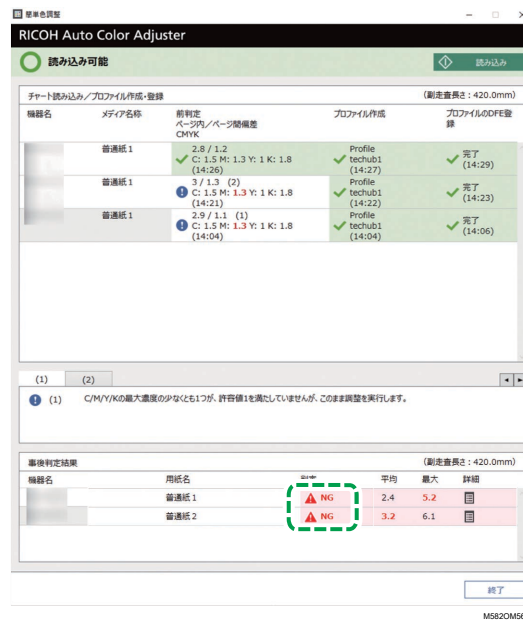 簡単色調整
RICOH Auto Color Adjuster
読み込み可能
読み込み
チャート読み込み／プロファイル作成・登録
(副走査長さ：420.0mm)
機器名 メディア名称 前判定 プロファイル作成 プロファイルのDFE登
ページ内／ページ間偏差 録
CMYK
普通紙1 2.8 / 1.2 Profile
C: 1.5 M: 1.3 Y: 1 K: 1.8 techub1 完了
(14:26) (14:27) (14:29)
普通紙1 3 / 1.3 (2) Profile
C: 1.5 M: 1.3 Y: 1 K: 1.8 techub1 完了
(14:21) (14:22) (14:23)
普通紙1 2.9 / 1.1 (1) Profile
C: 1.5 M: 1.3 Y: 1 K: 1.8 techub1 完了
(14:04) (14:04) (14:06)
(1) (2)
(1) C/M/Y/Kの最大濃度の少なくとも1つが、許容値1を満たしていませんが、このまま調整を実行します。
事後判定結果
(副走査長さ：420.0mm)
機器名 用紙名 判定 平均 最大 詳細
普通紙1 NG 2.4 5.2
普通紙2 NG 3.2 6.1
終了
M582OM56